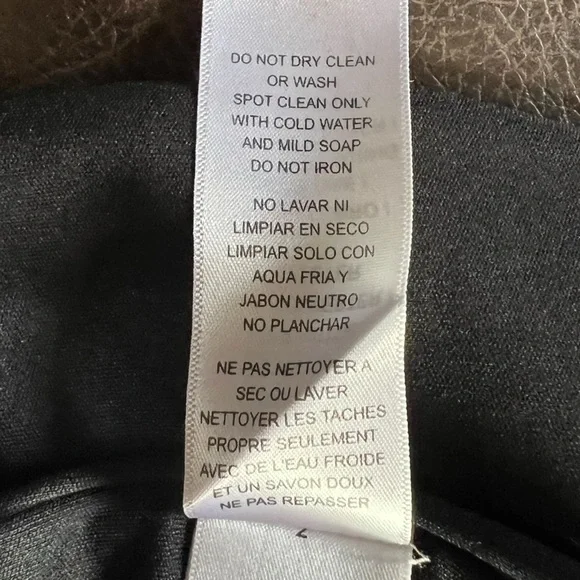 DO NOT DRY CLEAN
OR WASH
SPOT CLEAN ONLY
WITH COLD WATER
AND MILD SOAP
DO NOT IRON
NO LAVAR NI
LIMPIAR EN SECO
LIMPIAR SOLO CON
AQUA FRIA Y
JABON NEUTRO
NO PLANCHAR
NE PAS NETTOYER A
SEC OU LAVER
NETTOYER LES TACHES
PROPRE SEULEMENT
AVEC DE L'EAU FROIDE
ET UN SAVON DOUX
NE PAS REPASSER